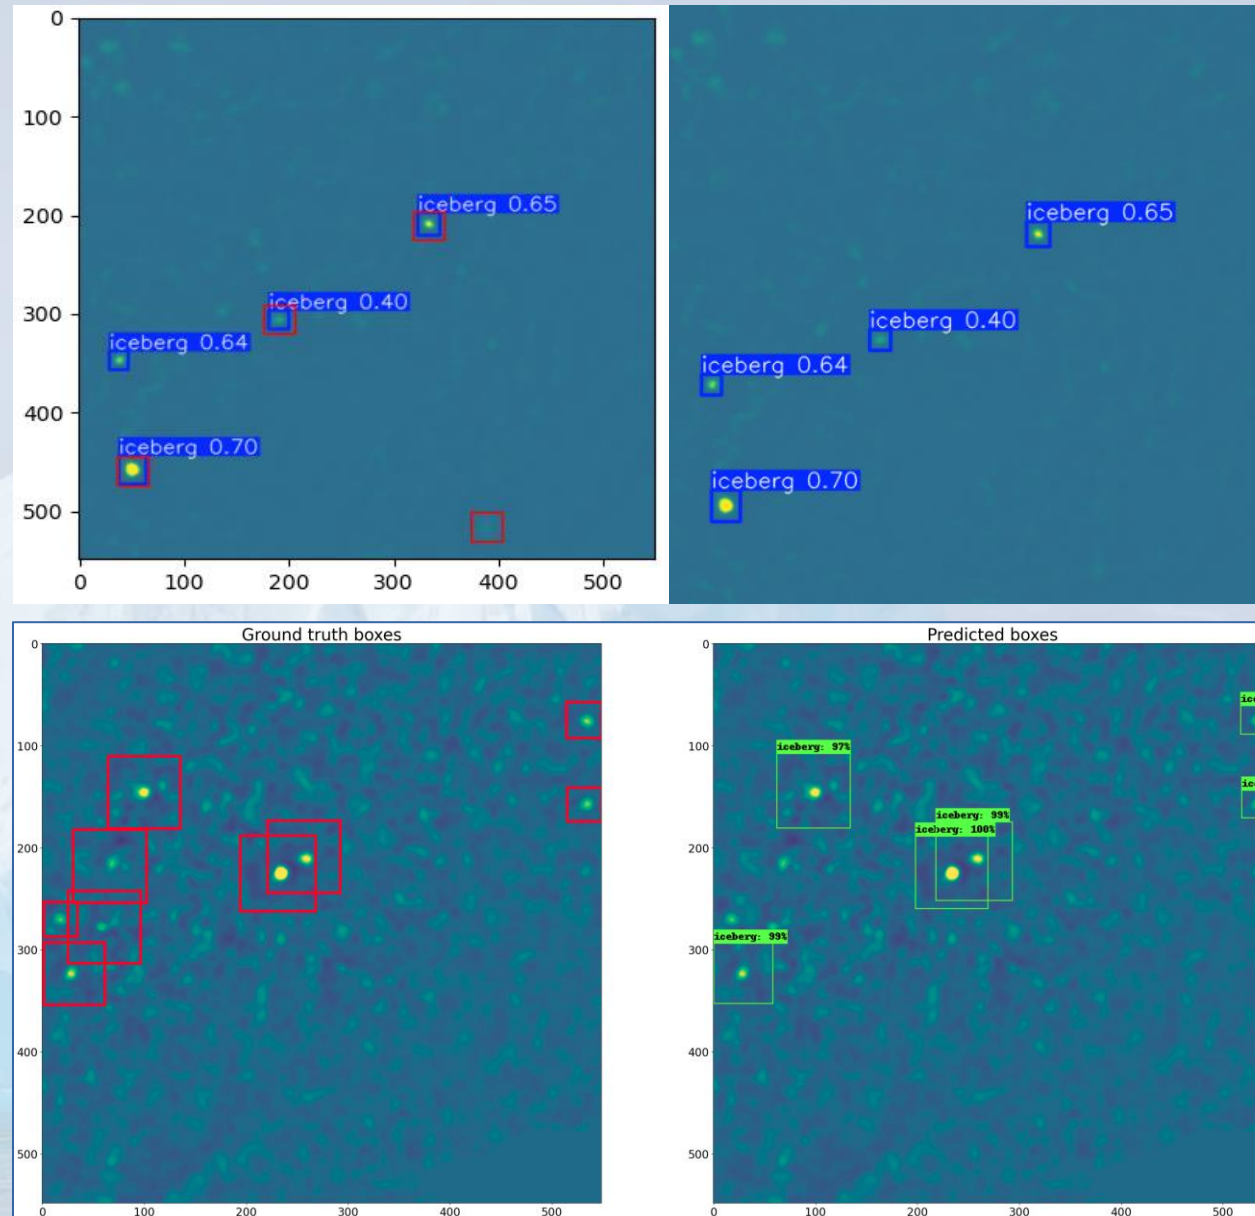 0
100
200
300
400
500
0 100 200 300 400 500
iceberg 0.65
iceberg 0.40
iceberg 0.64
iceberg 0.70
iceberg 0.65
iceberg 0.40
iceberg 0.64
iceberg 0.70
Ground truth boxes
0
100
200
300
400
500
0 100 200 300 400 500
Predicted boxes
0
100
200
300
400
500
0 100 200 300 400 500
ice
iceberg: 97%
ice
iceberg: 99%
iceberg: 100%
iceberg: 99%